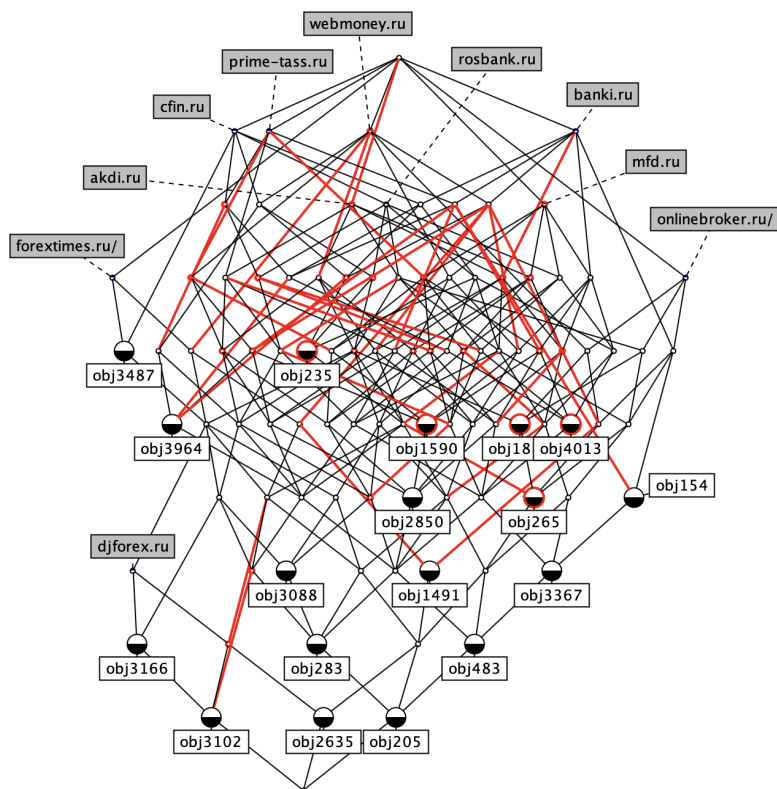 webmoney.ru
prime-tass.ru
rosbank.ru
cfin.ru
banki.ru
akdi.ru
mfd.ru
forextimes.ru/
onlinebroker.ru/
obj3487
obj235
obj3964
obj1590
obj18
obj4013
obj154
obj2850
obj265
djforex.ru
obj3088
obj1491
obj3367
obj3166
obj283
obj483
obj3102
obj2635
obj205